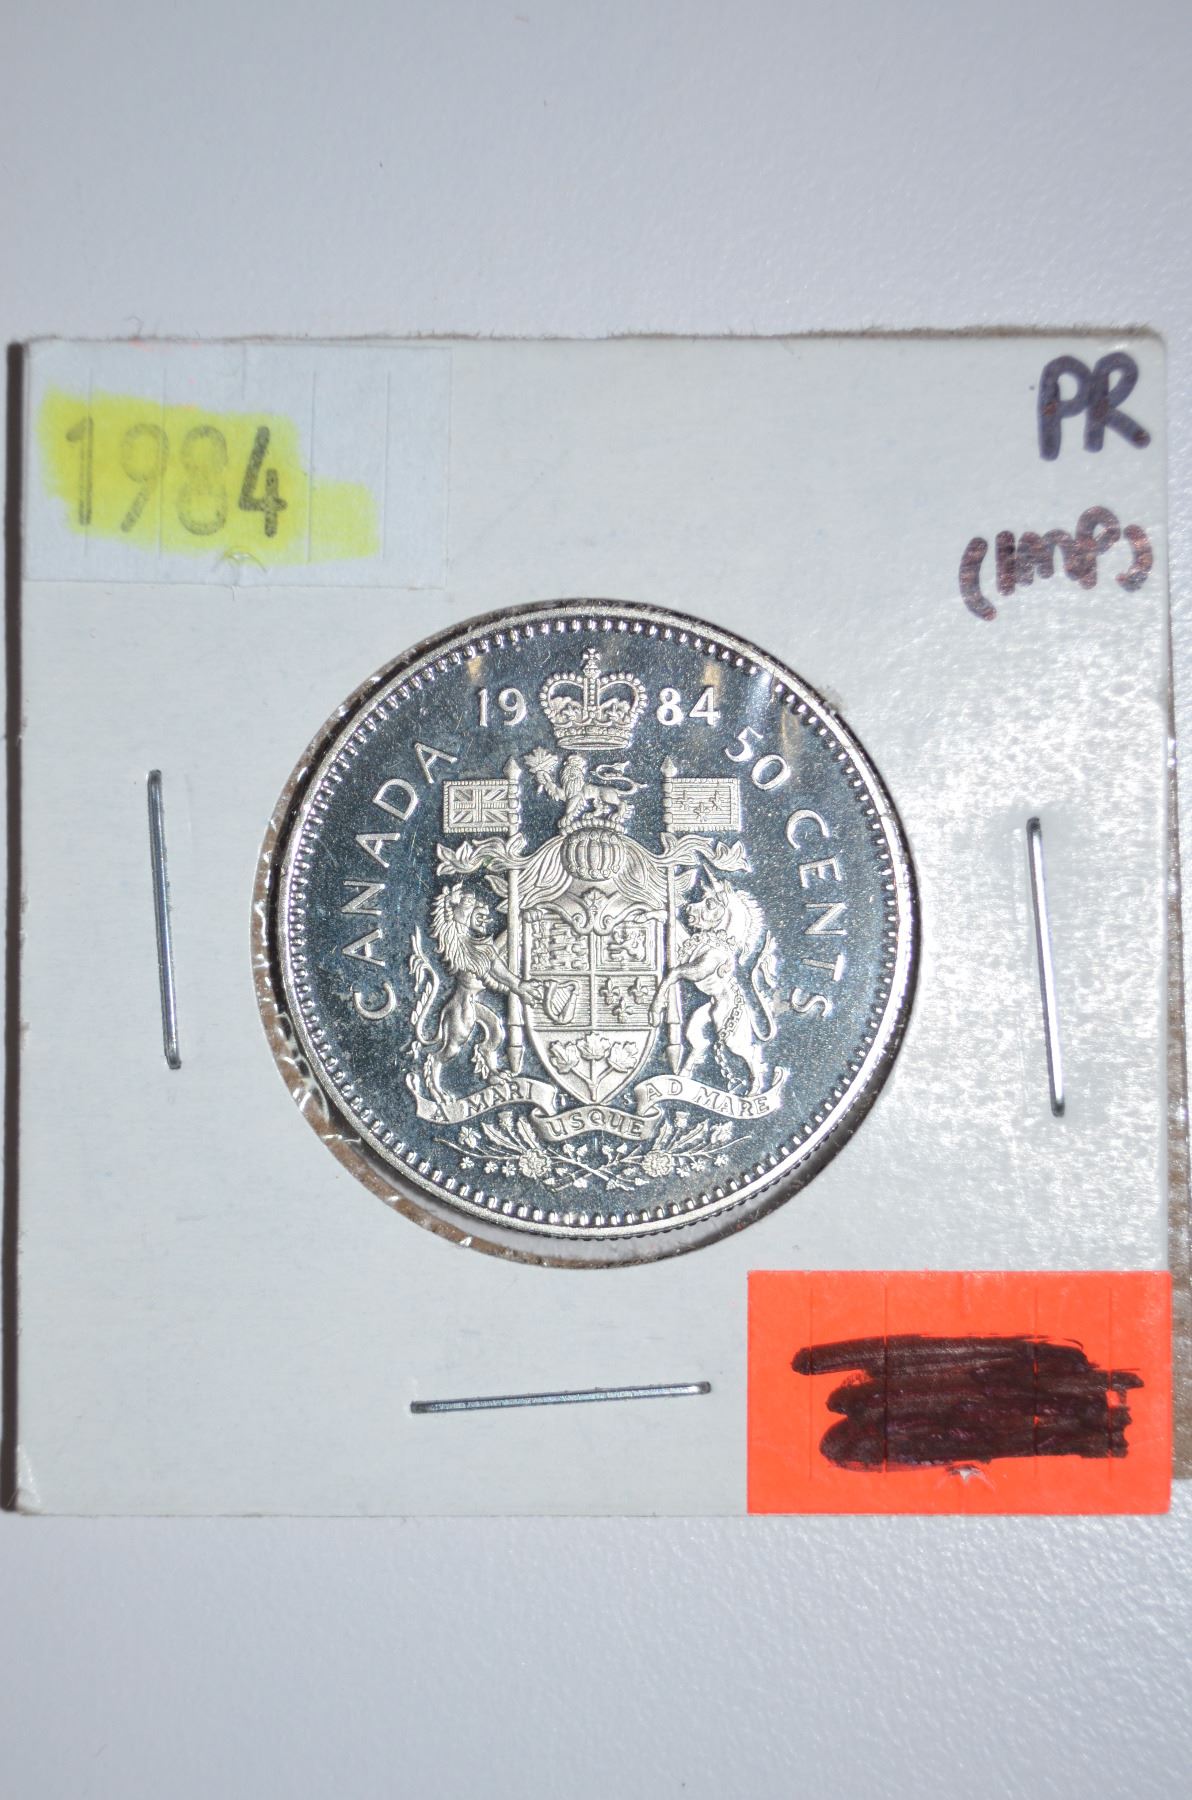 1984
PR
(IMP)
19 84
CANADA
50 CENTS
A MARI USQUE AD MARE
T S